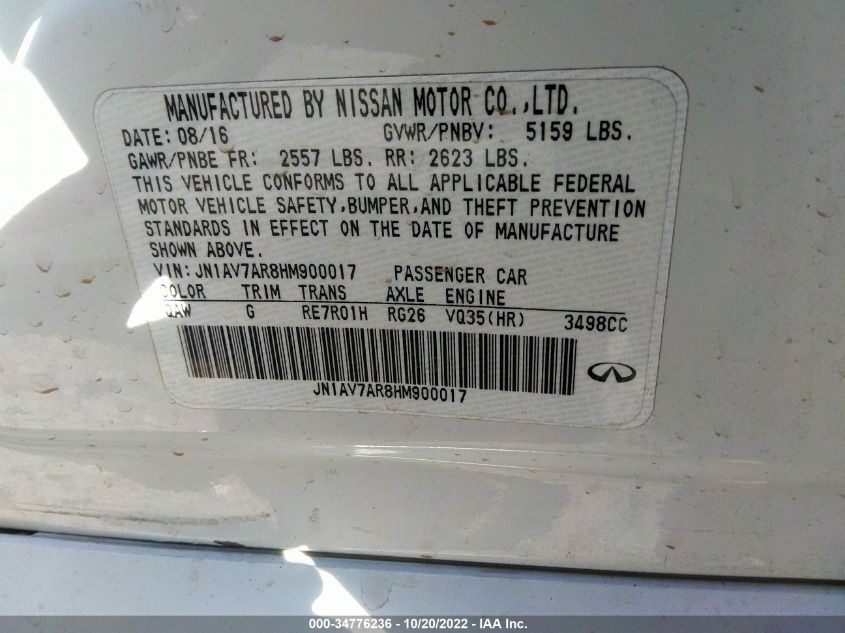 MANUFACTURED BY NISSAN MOTOR CO.,LTD.
DATE: 08/16 GVWR/PNBV: 5159 LBS.
GAWR/PNBE FR: 2557 LBS. RR: 2623 LBS.
THIS VEHICLE CONFORMS TO ALL APPLICABLE FEDERAL
MOTOR VEHICLE SAFETY,BUMPER,AND THEFT PREVENTION
STANDARDS IN EFFECT ON THE DATE OF MANUFACTURE
SHOWN ABOVE.
VIN: JN1AV7AR8HM900017 PASSENGER CAR
COLOR TRIM TRANS AXLE ENGINE
QAW G RE7R01H RG26 VQ35(HR) 3498CC
JN1AV7AR8HM900017
000-34776236 - 10/20/2022 - IAA Inc.